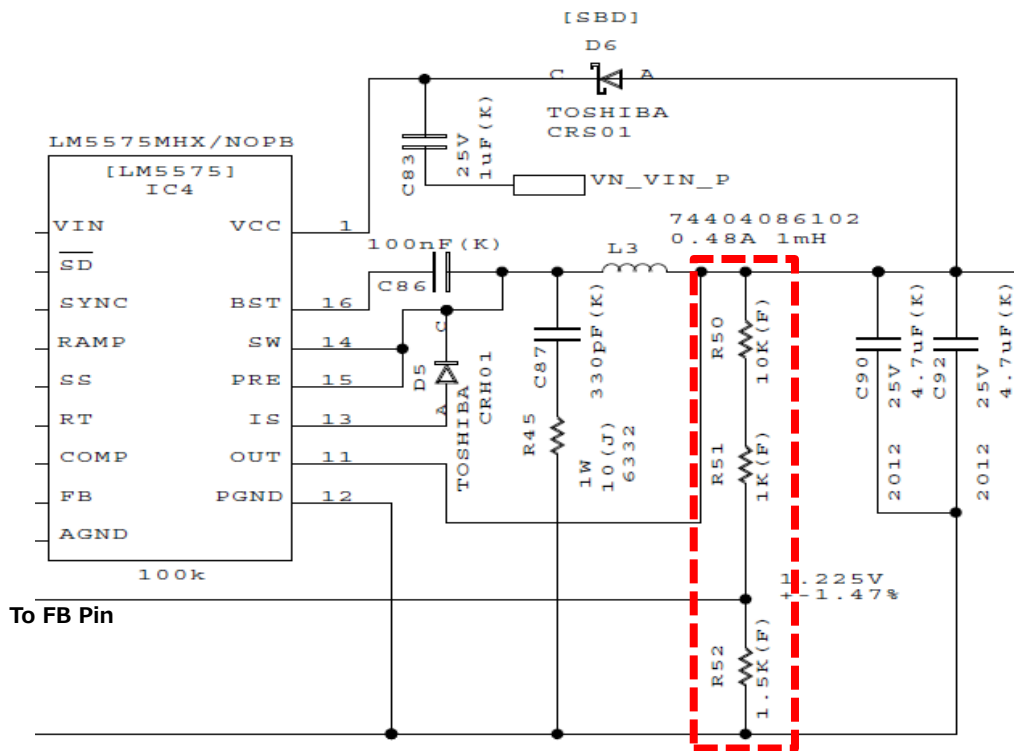 [SBD]
D6
C
A
TOSHIBA
CRS01
LM5575MHX/NOPB
[LM5575]
IC4
C83
25V
1uF(K)
VN_VIN_P
VIN
VCC
1
SD
SYNC
BST
16
RAMP
SW
14
SS
PRE
15
RT
IS
13
COMP
OUT
11
FB
PGND
12
AGND
100k
100nF(K)
C86
C
D5
A
TOSHIBA
CRH01
L3
74404086102
0.48A 1mH
C87
330pF(K)
R45
1W
10(J)
6332
R50
10K(F)
R51
1K(F)
R52
1.5K(F)
1.225V
+-1.47%
C90
25V
4.7uF(K)
2012
C92
25V
4.7uF(K)
2012
To FB Pin